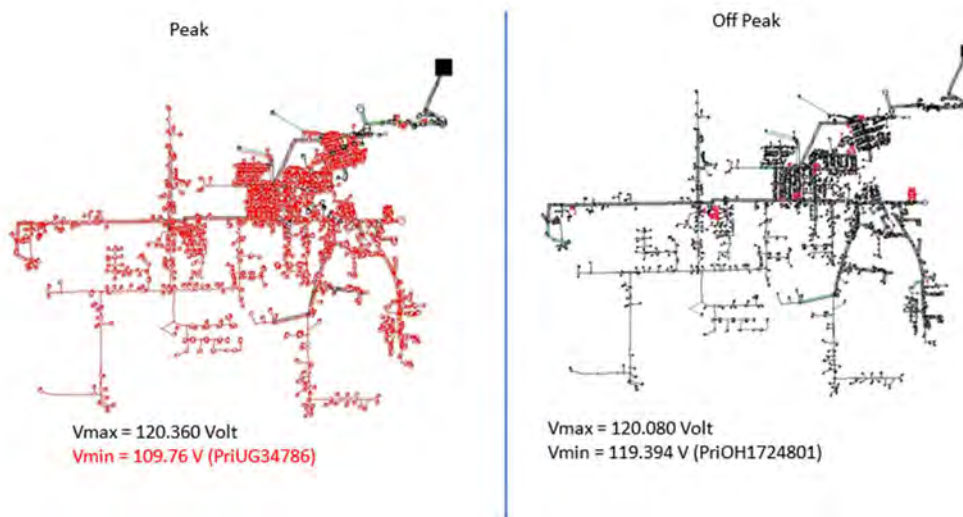 Peak
Vmax = 120.360 Volt
Vmin = 109.76 V (PriUG34786)
Off Peak
Vmax = 120.080 Volt
Vmin = 119.394 V (PriOH1724801)